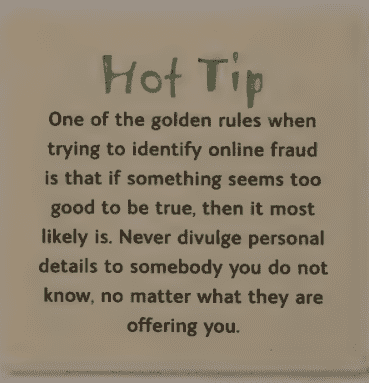 Hot Tip
One of the golden rules when
trying to identify online fraud
is that if something seems too
good to be true, then it most
likely is. Never divulge personal
details to somebody you do not
know, no matter what they are
offering you.